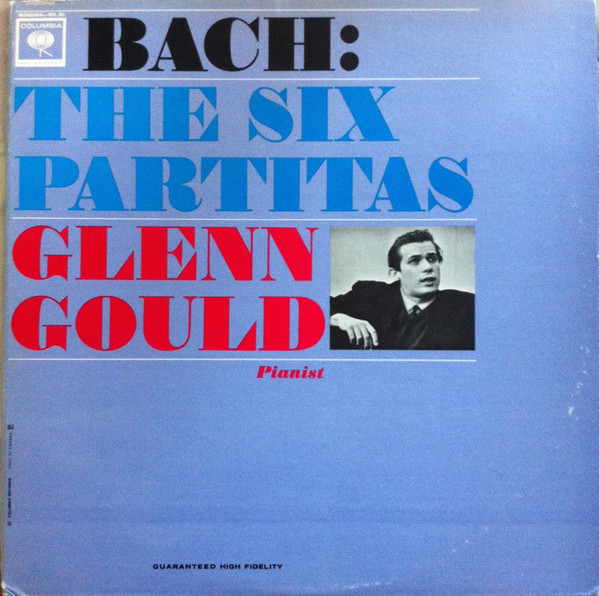 COLUMBIA
BACH:
THE SIX
PARTITAS
GLENN
GOULD
Pianist
GUARANTEED HIGH FIDELITY